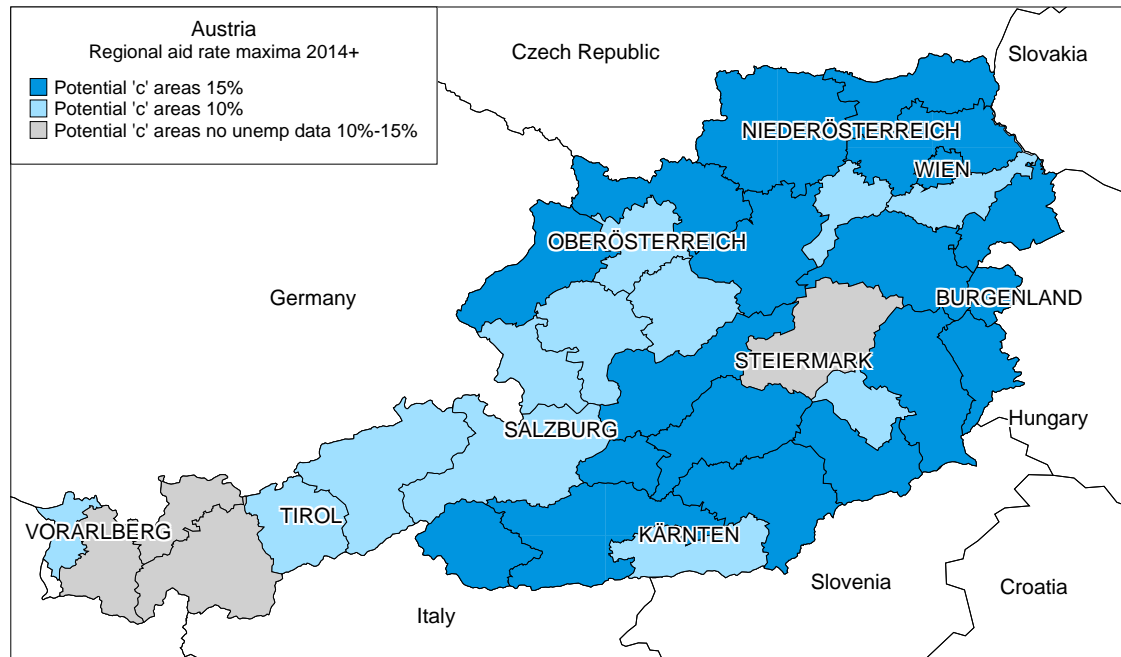 Austria
Regional aid rate maxima 2014+
Potential 'c' areas 15%
Potential 'c' areas 10%
Potential 'c' areas no unemp data 10%-15%
Czech Republic
Slovakia
NIEDERÖSTERREICH
WIEN
OBERÖSTERREICH
Germany
BURGENLAND
STEIERMARK
SALZBURG
Hungary
TIROL
VORARLBERG
KÄRNTEN
Slovenia
Croatia
Italy